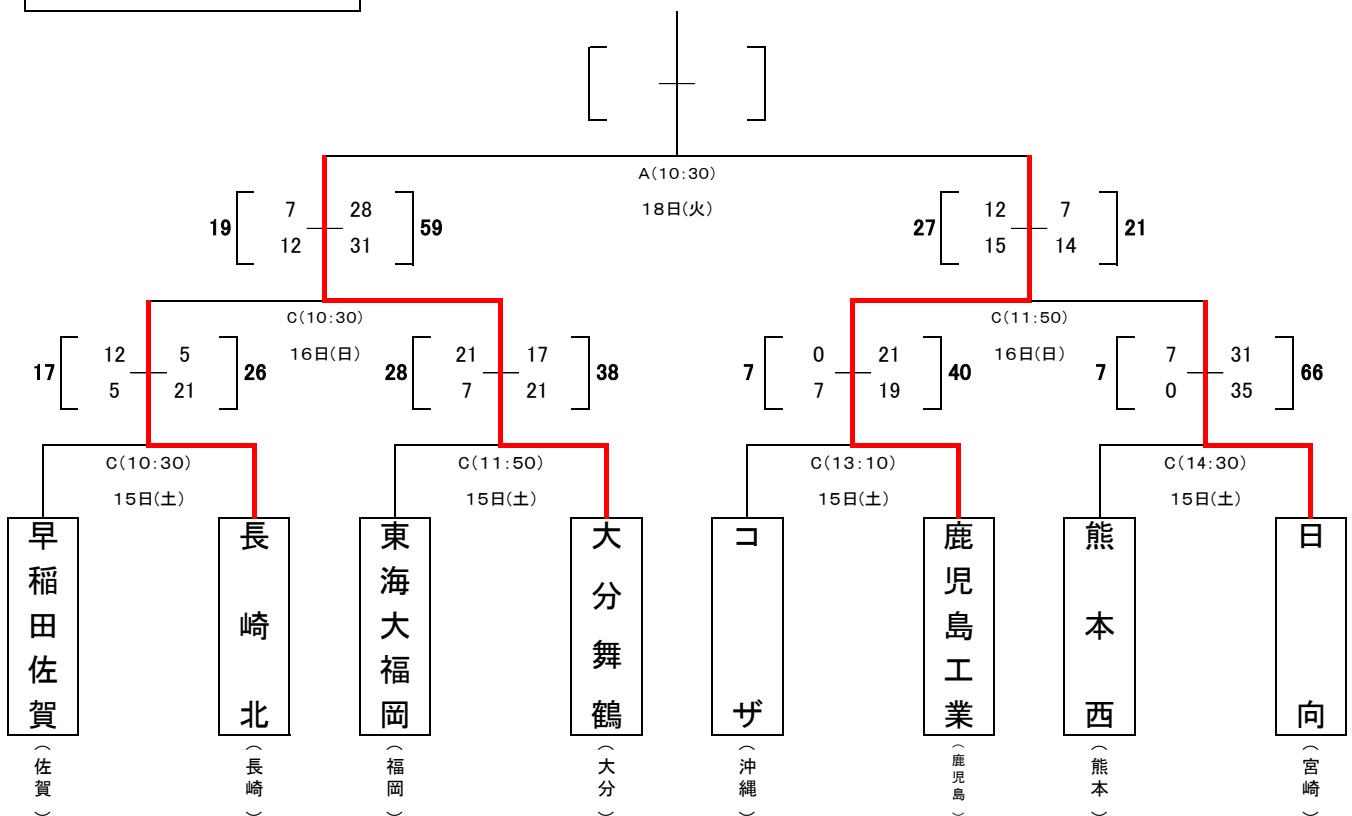 A(10:30)
18日(火)
19 7 28 59
12 31
27 12 7 21
15 14
C(10:30)
16日(日)
C(11:50)
16日(日)
17 12 5 26
5 21
28 21 17 38
7 21
7 0 21 40
7 19
7 7 31 66
0 35
C(10:30)
15日(土)
C(11:50)
15日(土)
C(13:10)
15日(土)
C(14:30)
15日(土)
早稲田佐賀
(佐賀)
長崎北
(長崎)
東海大福岡
(福岡)
大分舞鶴
(大分)
コザ
(沖縄)
鹿児島工業
(鹿児島)
熊本西
(熊本)
日向
(宮崎)